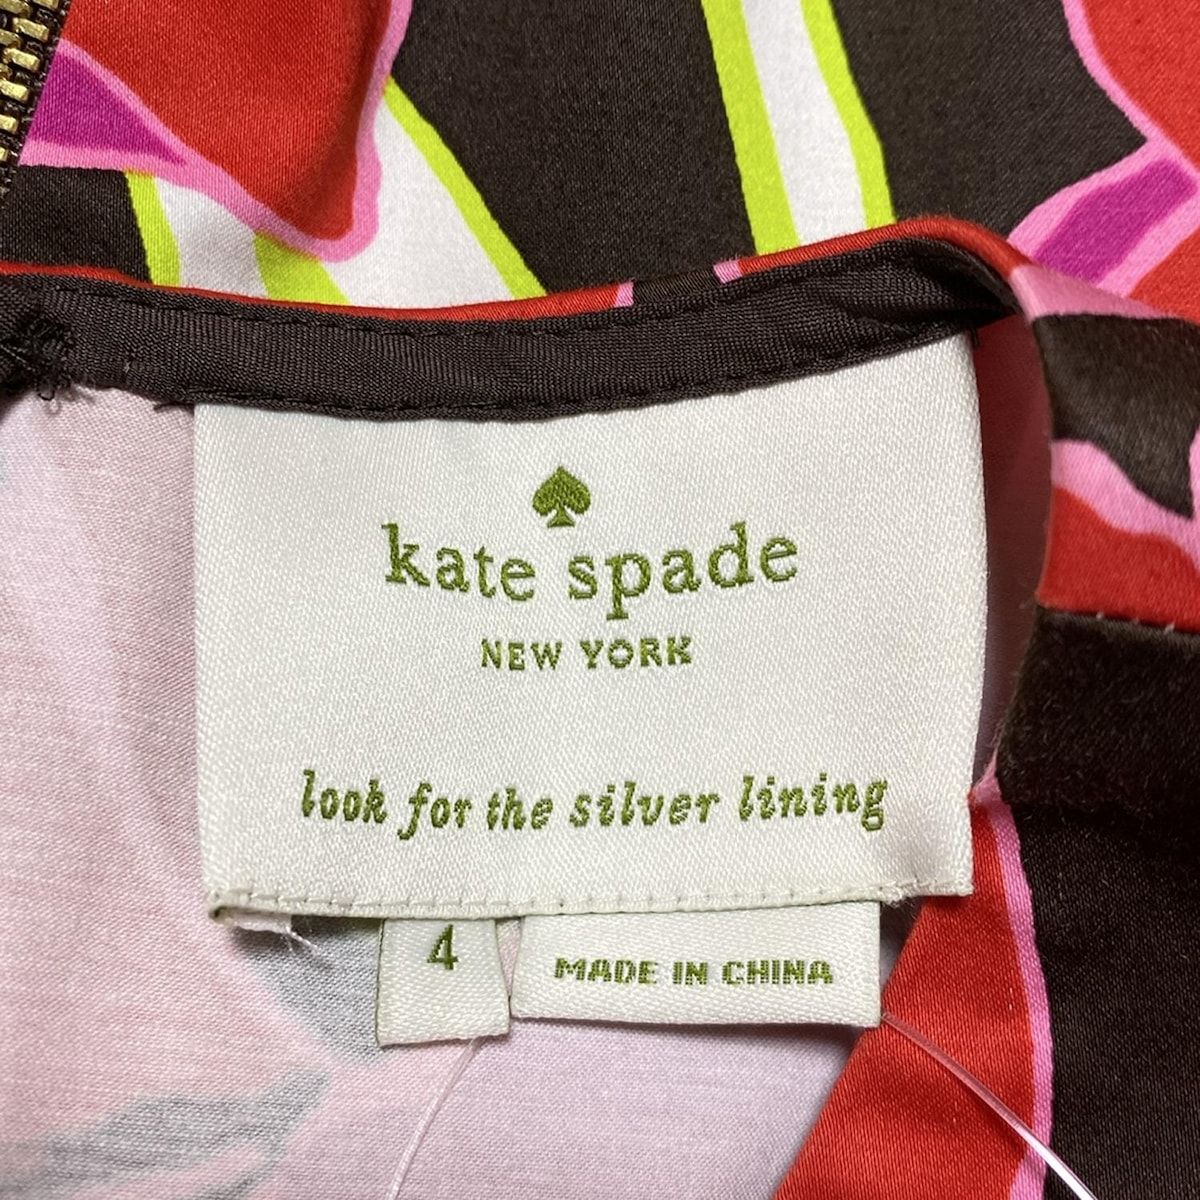 kate spade
NEW YORK
look for the silver lining
4
MADE IN CHINA